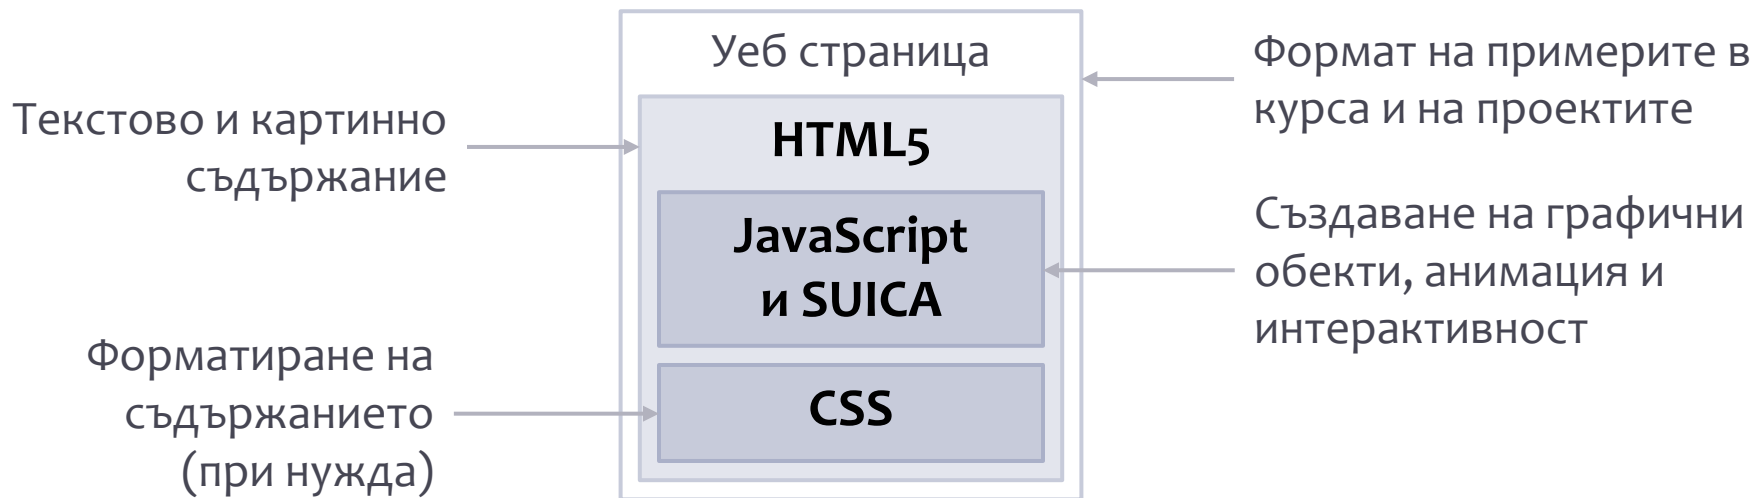 Уеб страница
Формат на примерите в
курса и на проектите
Текстово и картинно
съдържание
HTML5
JavaScript
и SUICA
Създаване на графични
обекти, анимация и
интерактивност
Форматиране на
съдържанието
(при нужда)
CSS